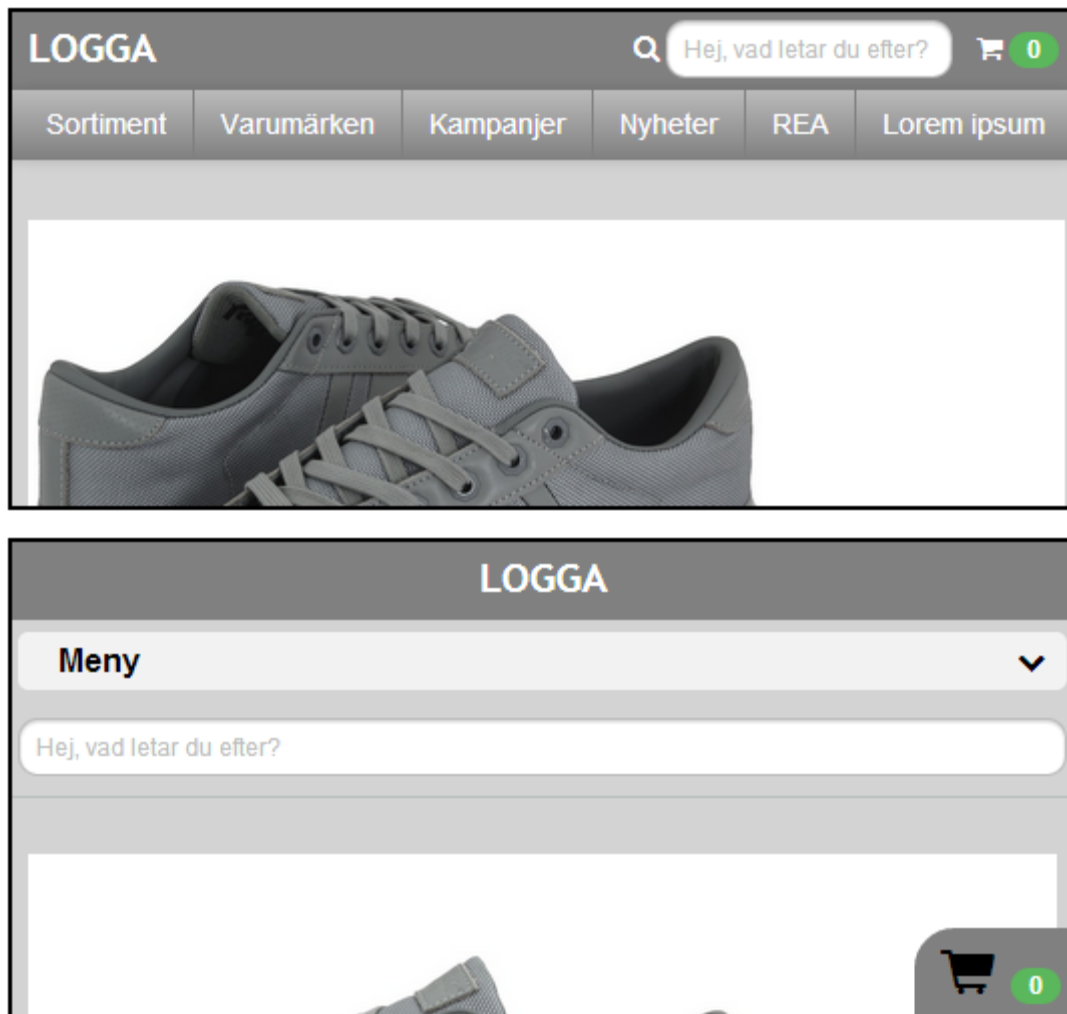 LOGGA
Hej, vad letar du efter?
0
Sortiment
Varumärken
Kampanjer
Nyheter
REA
Lorem ipsum
LOGGA
Meny
Hej, vad letar du efter?
0